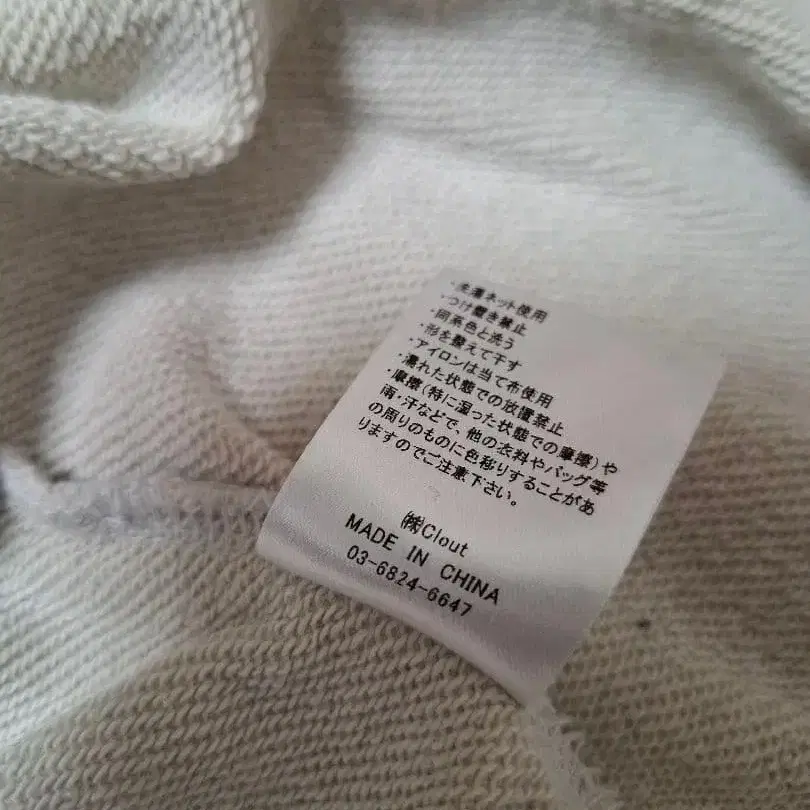 ・洗濯ネット使用
・つけ置き禁止
・同系色と洗う
・形を整えて干す
・アイロンは当て布使用
・濡れた状態での放置禁止
・摩擦(特に湿った状態での摩擦)や
雨・汗などで、他の衣料やバッグ等
の周りのものに色移りすることがあ
りますのでご注意下さい。
㈱Clout
MADE IN CHINA
03-6824-6647